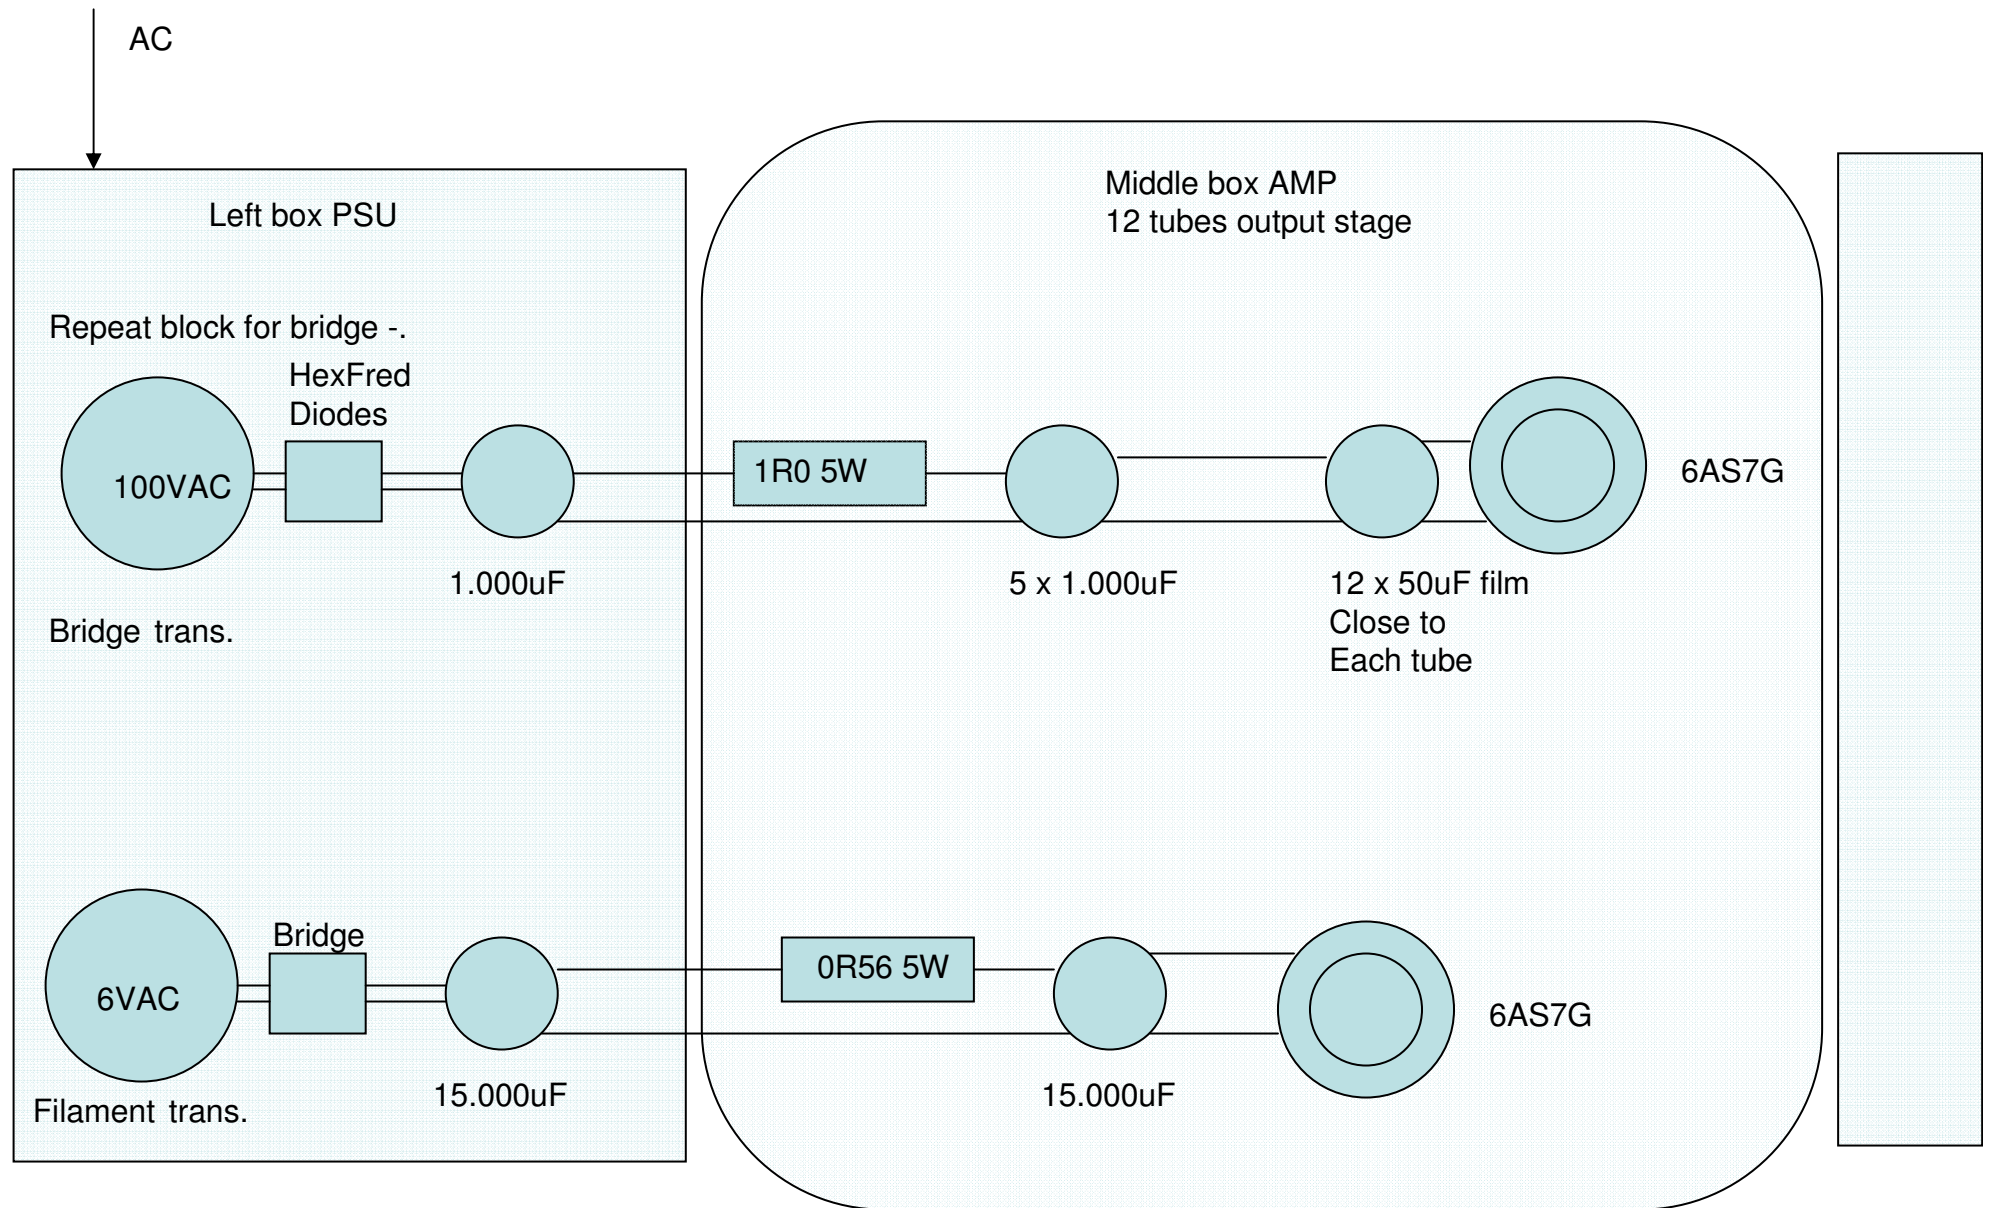 AC
Left box PSU
Middle box AMP
12 tubes output stage
Repeat block for bridge -.
HexFred
Diodes
100VAC
1R0 5W
6AS7G
1.000uF
5 x 1.000uF
12 x 50uF film
Close to
Each tube
Bridge trans.
Bridge
6VAC
0R56 5W
6AS7G
15.000uF
15.000uF
Filament trans.